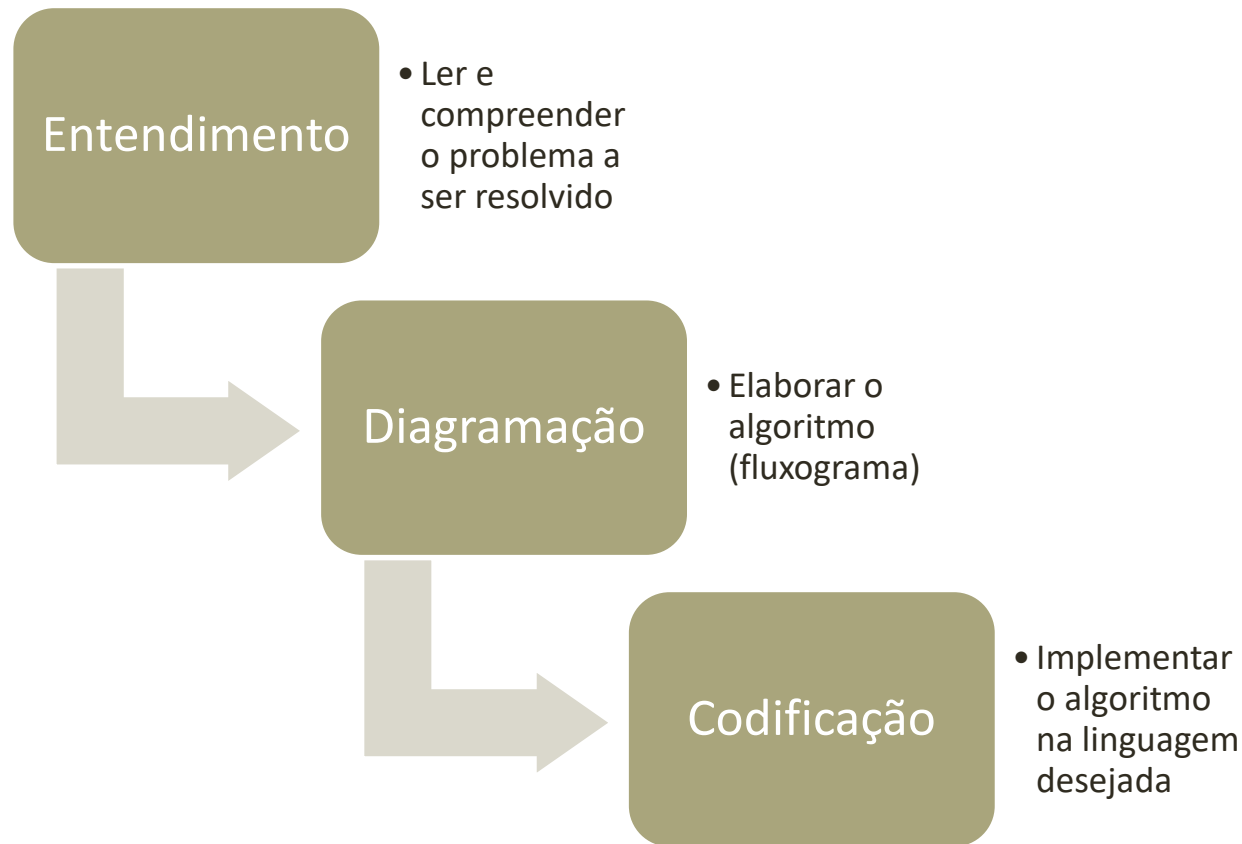 Entendimento
• Ler e
compreender
o problema a
ser resolvido
Diagramação
• Elaborar o
algoritmo
(fluxograma)
Codificação
• Implementar
o algoritmo
na linguagem
desejada